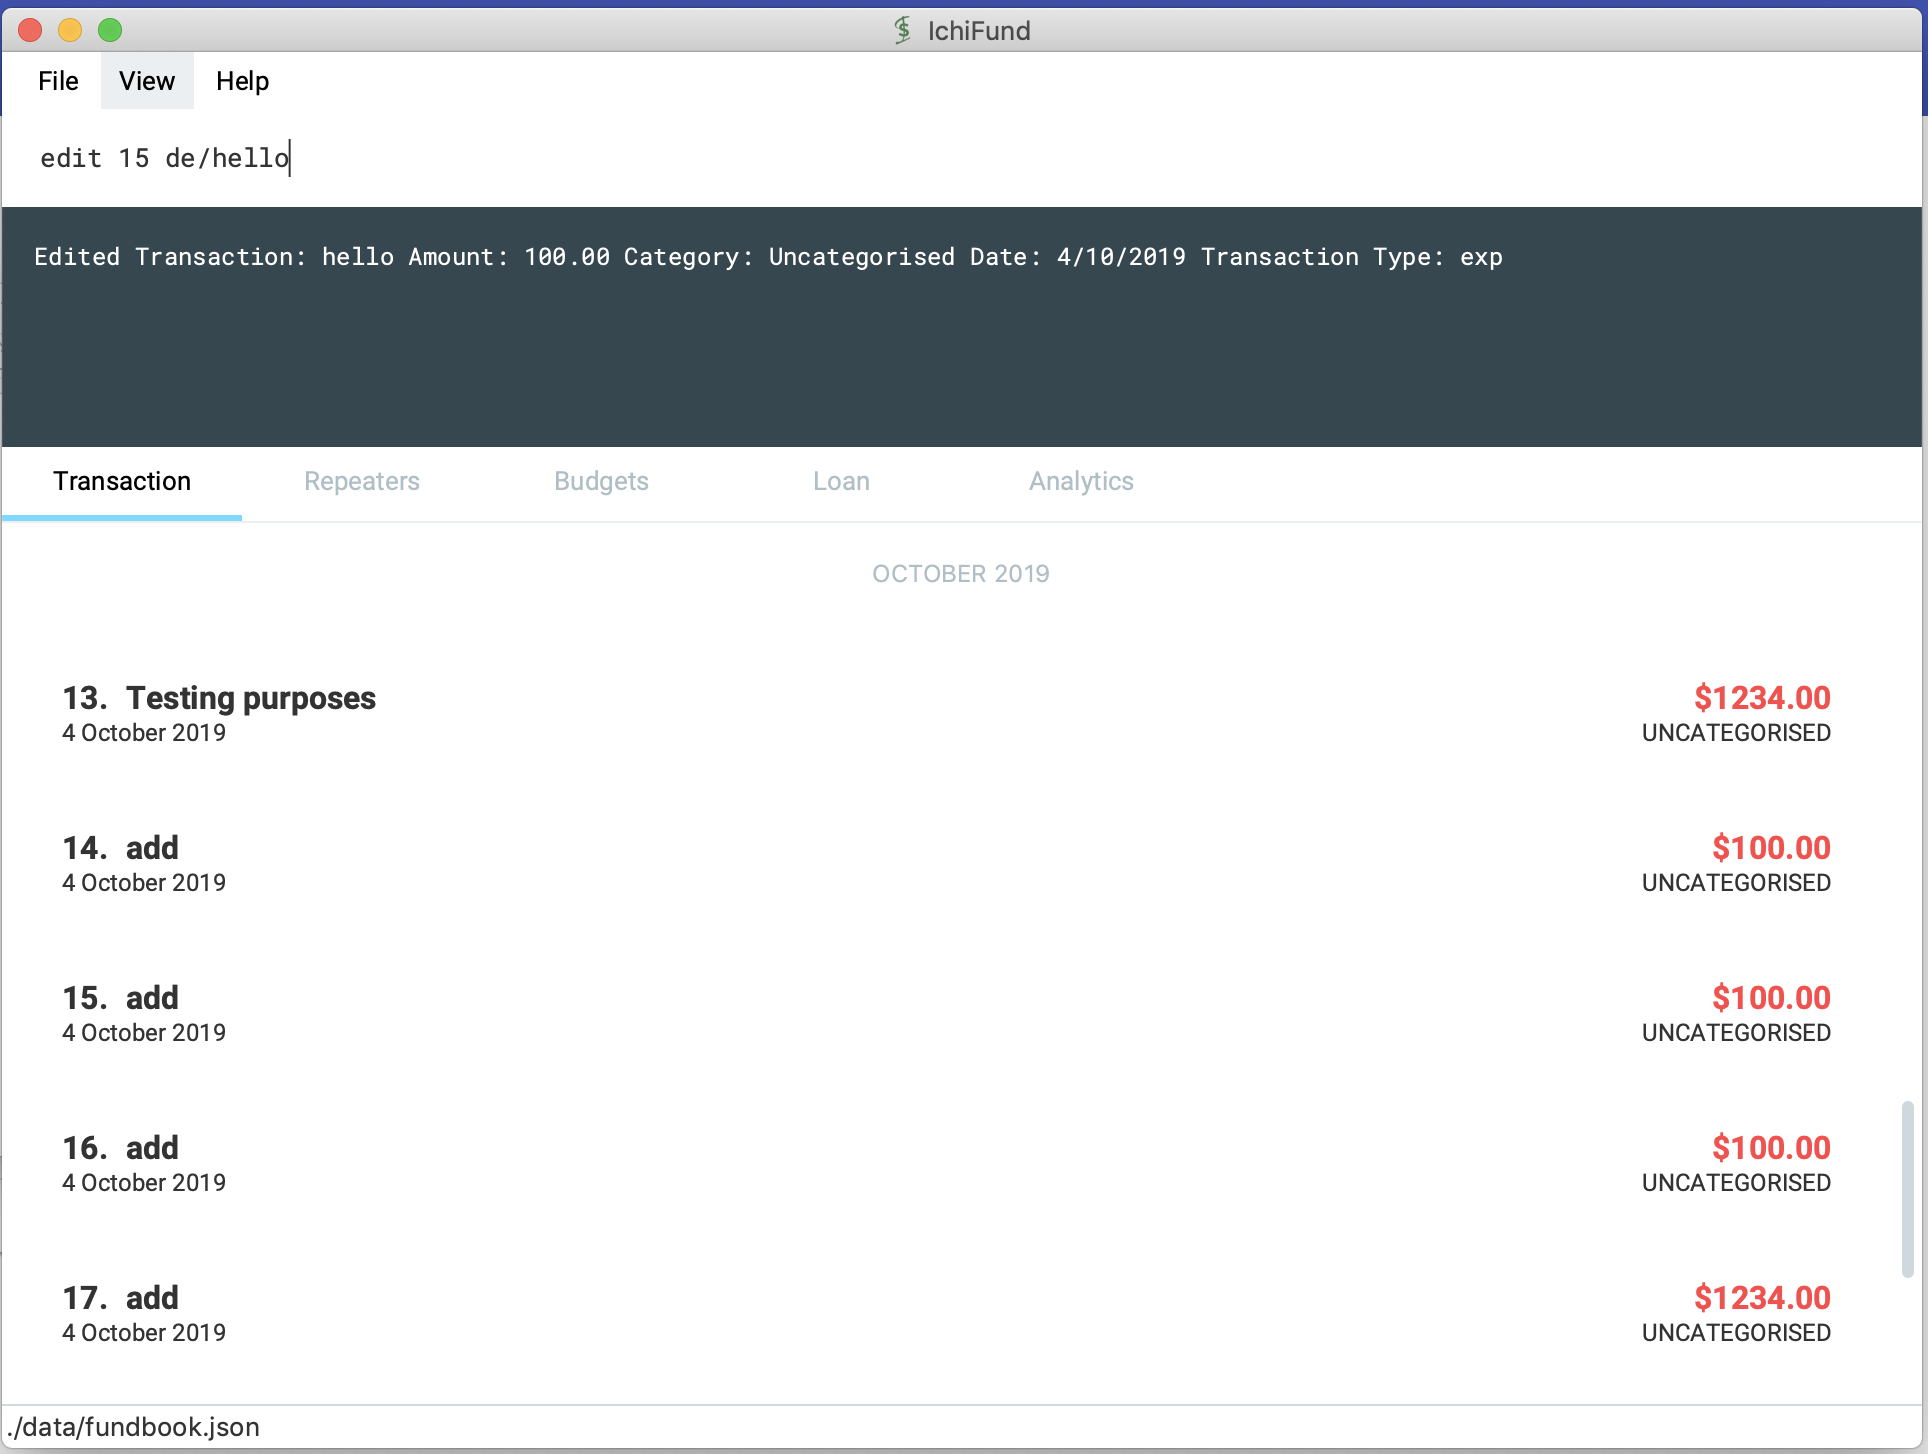 IchiFund
File View Help
edit 15 de/hello
Edited Transaction: hello Amount: 100.00 Category: Uncategorised Date: 4/10/2019 Transaction Type: exp
Transaction Repeaters Budgets Loan Analytics
OCTOBER 2019
13. Testing purposes $1234.00
4 October 2019 UNCATEGORISED
14. add $100.00
4 October 2019 UNCATEGORISED
15. add $100.00
4 October 2019 UNCATEGORISED
16. add $100.00
4 October 2019 UNCATEGORISED
17. add $1234.00
4 October 2019 UNCATEGORISED
./data/fundbook.json